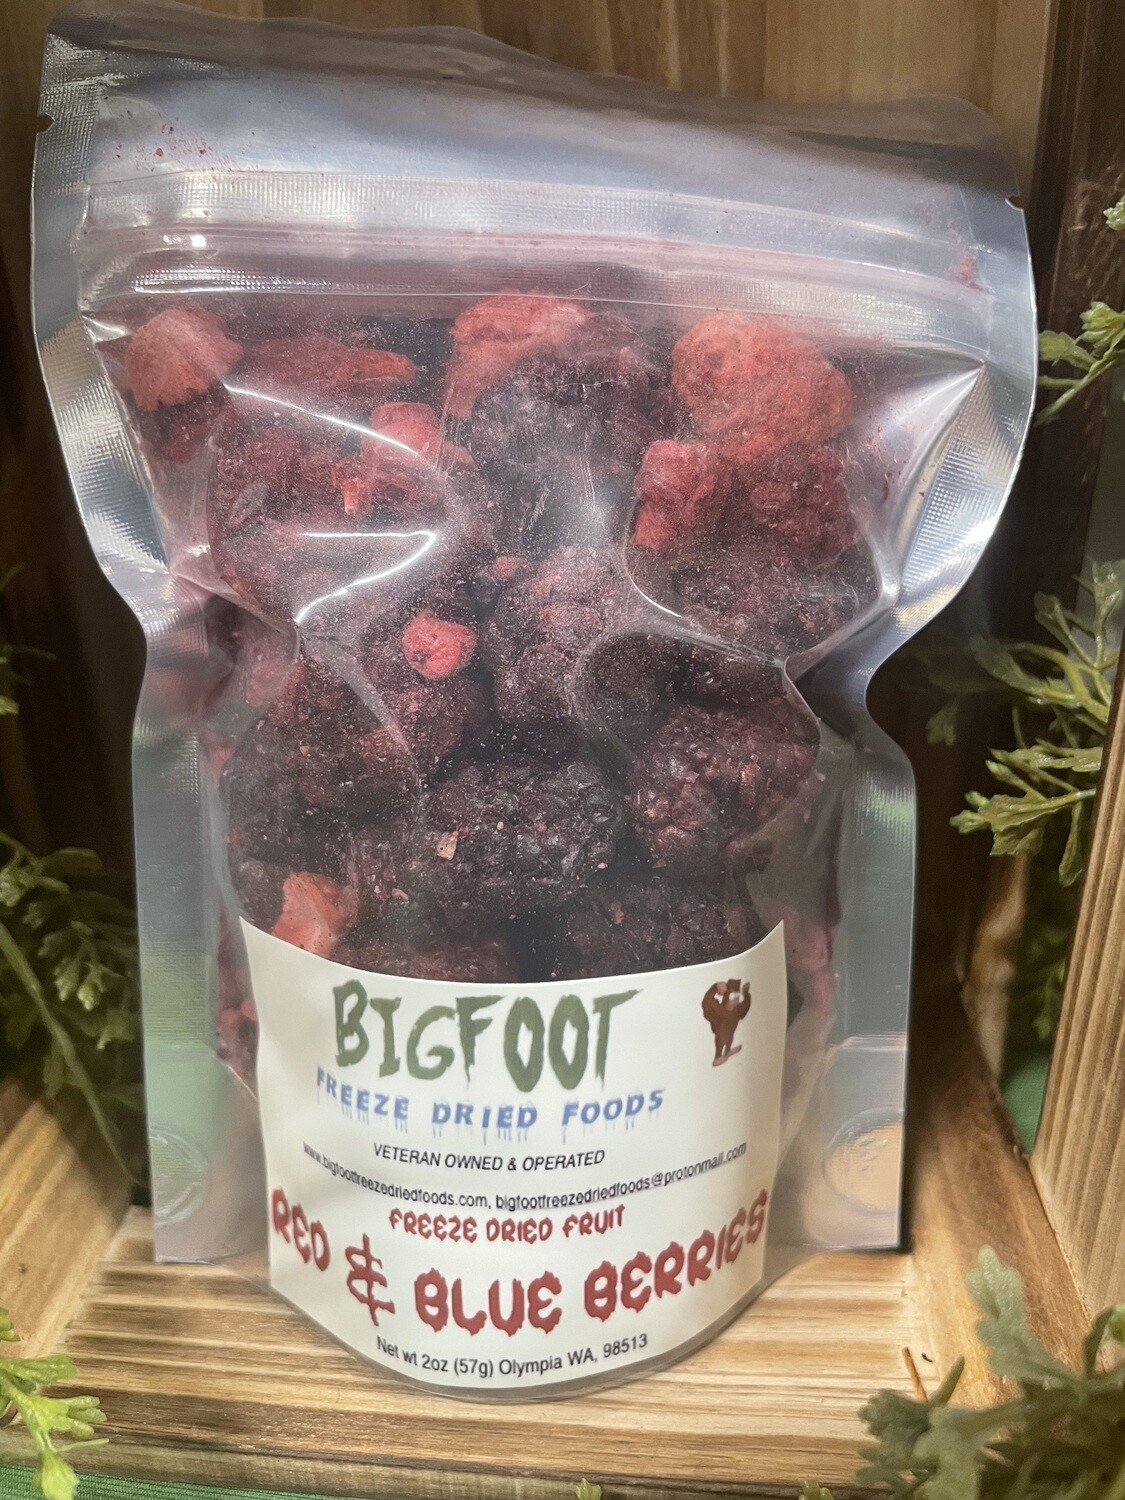 BIGFOOT
FREEZE DRIED FOODS
VETERAN OWNED & OPERATED
www.bigfootfreezedriedfoods.com, bigfootfreezedriedfoods@protonmail.com
FREEZE DRIED FRUIT
RED & BLUE BERRIES
Net wt 2oz (57g) Olympia WA, 98513